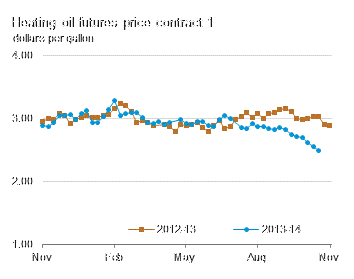 Heating oil futures price contract 1
dollars per gallon
4.00
3.00
2.00
1.00
Nov Feb May Aug Nov
2012-13 2013-14